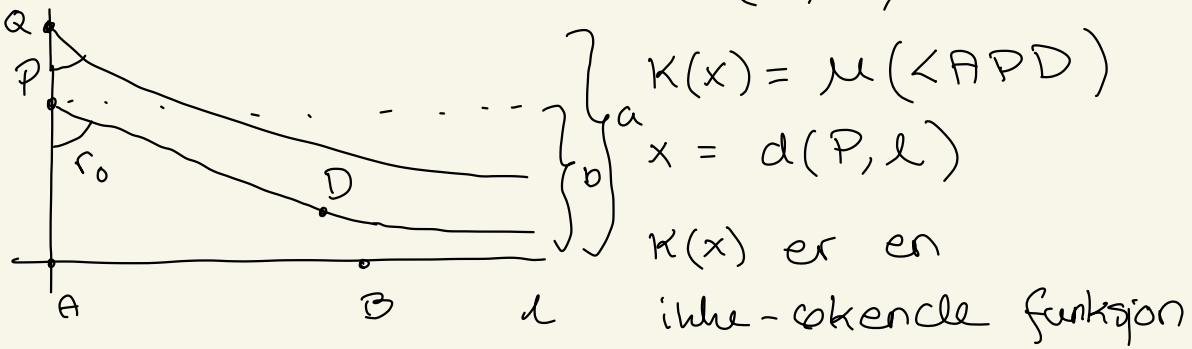 Q
P
r₀
D
A
B
l
b
a
K(x) = μ(<APD)
x = d(P, l)
K(x) er en
ikke-økende funksjon